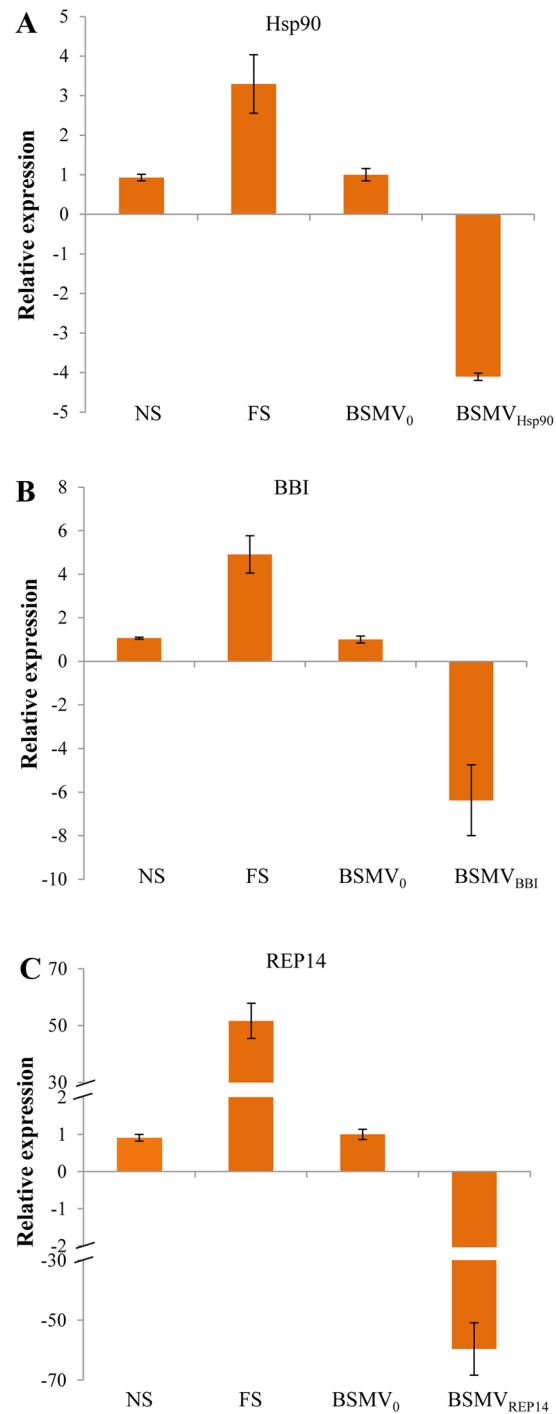 A
Hsp90
Relative expression
5
4
3
2
1
0
-1
-2
-3
-4
-5
NS FS BSMV0 BSMVHsp90
B
BBI
Relative expression
8
6
4
2
0
-2
-4
-6
-8
-10
NS FS BSMV0 BSMVBBI
C
REP14
Relative expression
70
50
30
2
1
0
-1
-2
-30
-50
-70
NS FS BSMV0 BSMVREP14